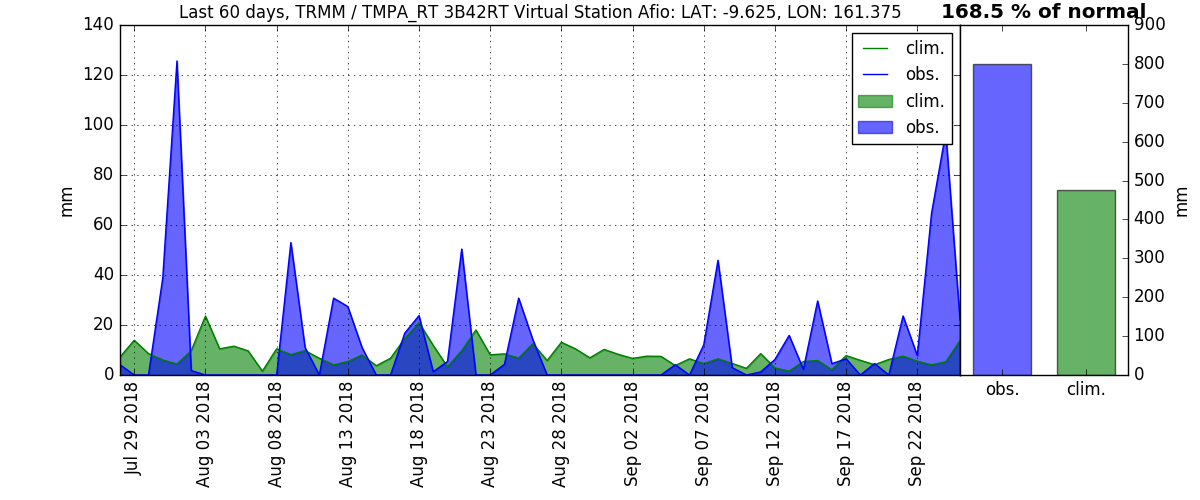 Last 60 days, TRMM / TMPA_RT 3B42RT Virtual Station Afio: LAT: -9.625, LON: 161.375
168.5 % of normal
140
120
100
80
60
40
20
0
mm
clim.
obs.
clim.
obs.
900
800
700
600
500
400
300
200
100
0
mm
Jul 29 2018
Aug 03 2018
Aug 08 2018
Aug 13 2018
Aug 18 2018
Aug 23 2018
Aug 28 2018
Sep 02 2018
Sep 07 2018
Sep 12 2018
Sep 17 2018
Sep 22 2018
obs.
clim.